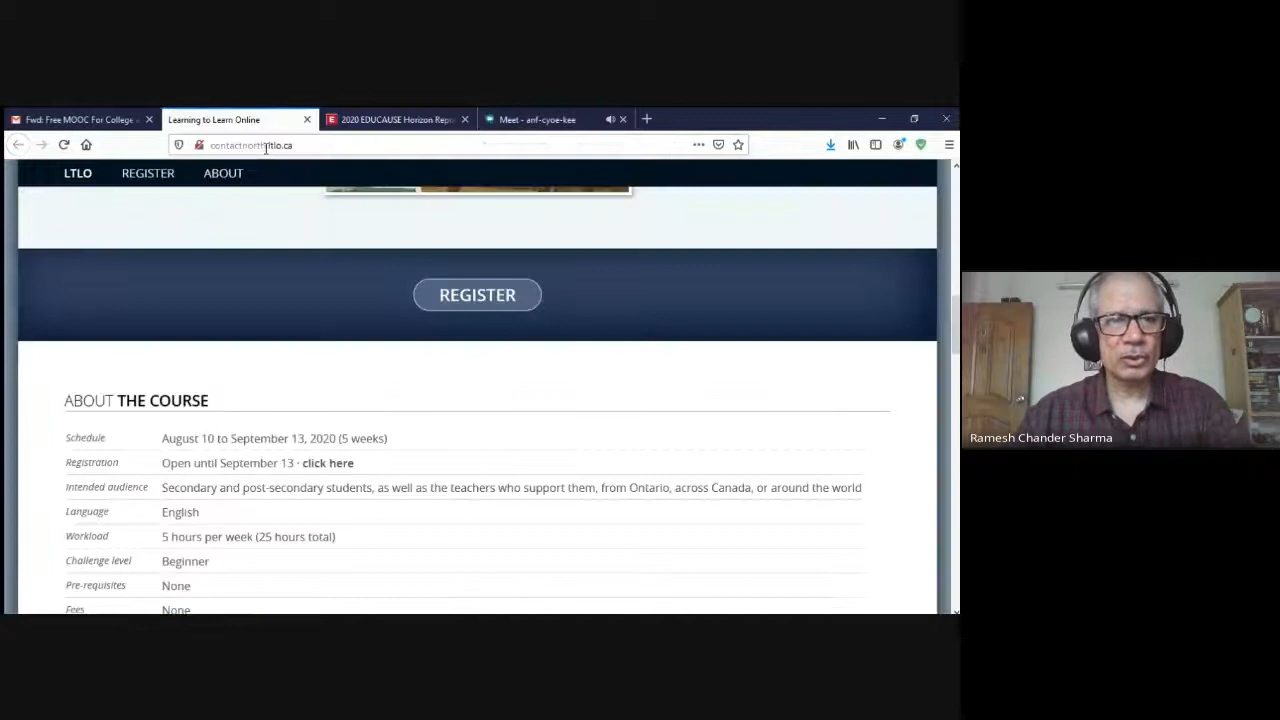 Fwd: Free MOOC For College
Learning to Learn Online
2020 EDUCAUSE Horizon Repo
Meet - anf-cyoe-kee
ltlo.ca
LTLO REGISTER ABOUT
REGISTER
ABOUT THE COURSE
Schedule August 10 to September 13, 2020 (5 weeks)
Registration Open until September 13 · click here
Intended audience Secondary and post-secondary students, as well as the teachers who support them, from Ontario, across Canada, or around the world
Language English
Workload 5 hours per week (25 hours total)
Challenge level Beginner
Pre-requisites None
Fees None
Ramesh Chander Sharma